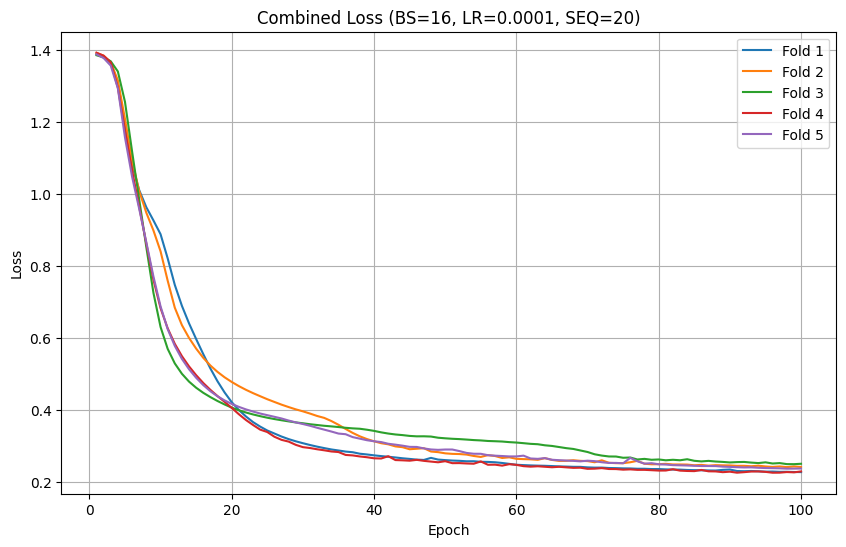 Combined Loss (BS=16, LR=0.0001, SEQ=20)
Fold 1
Fold 2
Fold 3
Fold 4
Fold 5
Loss
1.4
1.2
1.0
0.8
0.6
0.4
0.2
0 20 40 60 80 100
Epoch